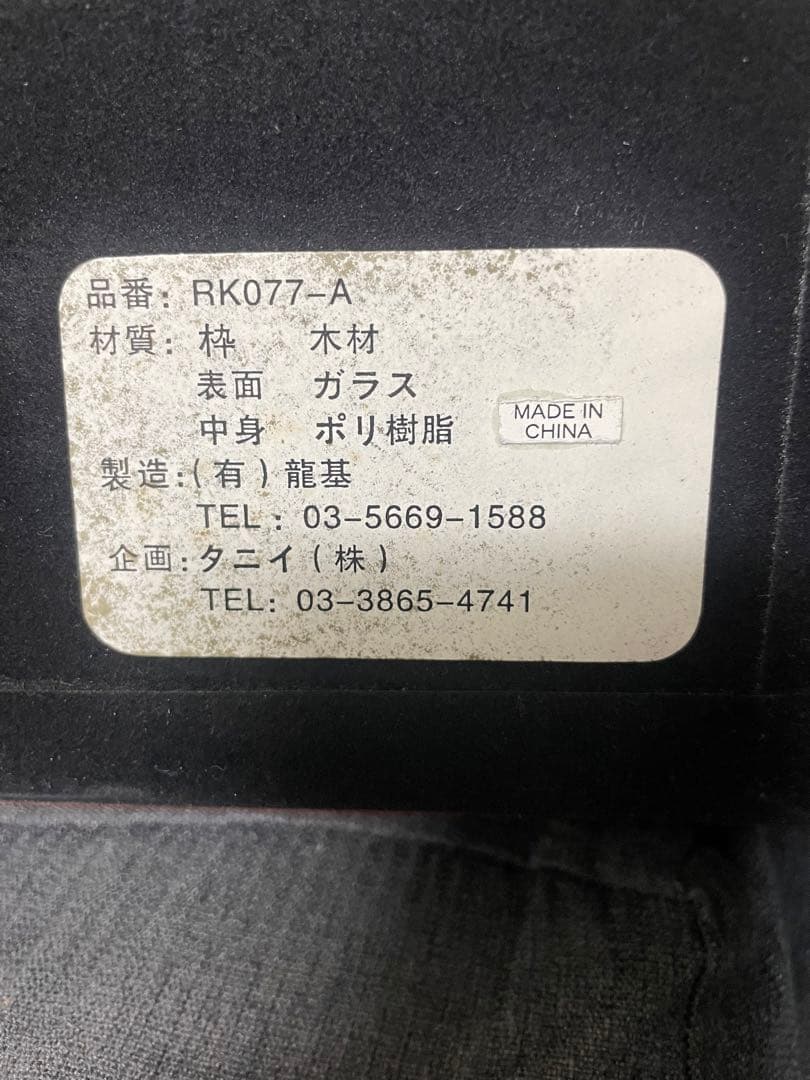 品番: RK077-A
材質: 枠 木材
表面 ガラス
中身 ポリ樹脂
MADE IN
CHINA
製造:(有)龍基
TEL: 03-5669-1588
企画:タニイ(株)
TEL: 03-3865-4741